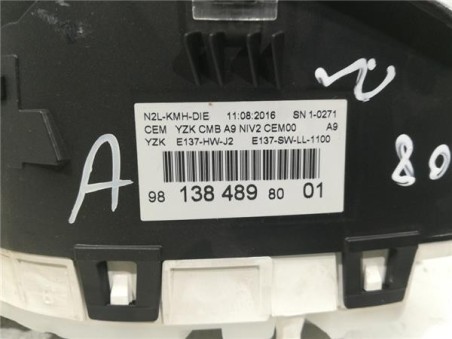 N2L-KMH-DIE 11:08:2016 SN 1-0271
CEM YZK CMB A9 NIV2 CEM00 A9
YZK E137-HW-J2 E137-SW-LL-1100
98 138 489 80 01
A
80